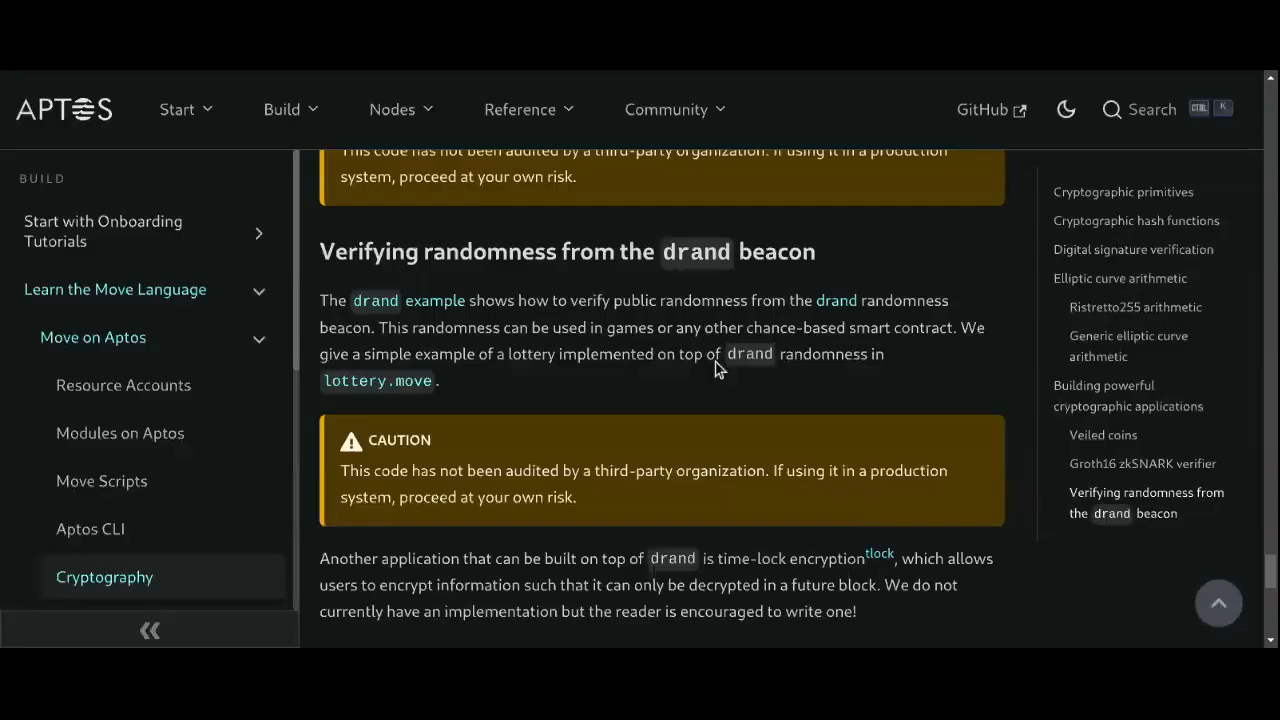 APTOS
Start
Build
Nodes
Reference
Community
GitHub
Search
CTRL K
BUILD
Start with Onboarding
Tutorials
Learn the Move Language
Move on Aptos
Resource Accounts
Modules on Aptos
Move Scripts
Aptos CLI
Cryptography
This code has not been audited by a third-party organization. If using it in a production
system, proceed at your own risk.
Verifying randomness from the drand beacon
The drand example shows how to verify public randomness from the drand randomness
beacon. This randomness can be used in games or any other chance-based smart contract. We
give a simple example of a lottery implemented on top of drand randomness in
lottery.move.
CAUTION
This code has not been audited by a third-party organization. If using it in a production
system, proceed at your own risk.
Another application that can be built on top of drand is time-lock encryptiontlock, which allows
users to encrypt information such that it can only be decrypted in a future block. We do not
currently have an implementation but the reader is encouraged to write one!
Cryptographic primitives
Cryptographic hash functions
Digital signature verification
Elliptic curve arithmetic
Ristretto255 arithmetic
Generic elliptic curve
arithmetic
Building powerful
cryptographic applications
Veiled coins
Groth16 zkSNARK verifier
Verifying randomness from
the drand beacon